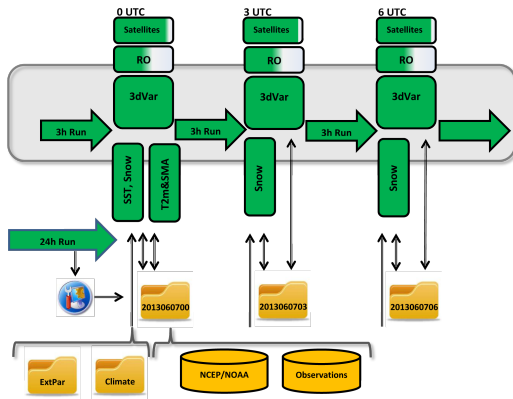 0 UTC
3 UTC
6 UTC
Satellites
Satellites
Satellites
RO
RO
RO
3dVar
3dVar
3dVar
3h Run
3h Run
3h Run
SST, Snow
T2m&SMA
Snow
Snow
24h Run
2013060700
2013060703
2013060706
ExtPar
Climate
NCEP/NOAA
Observations